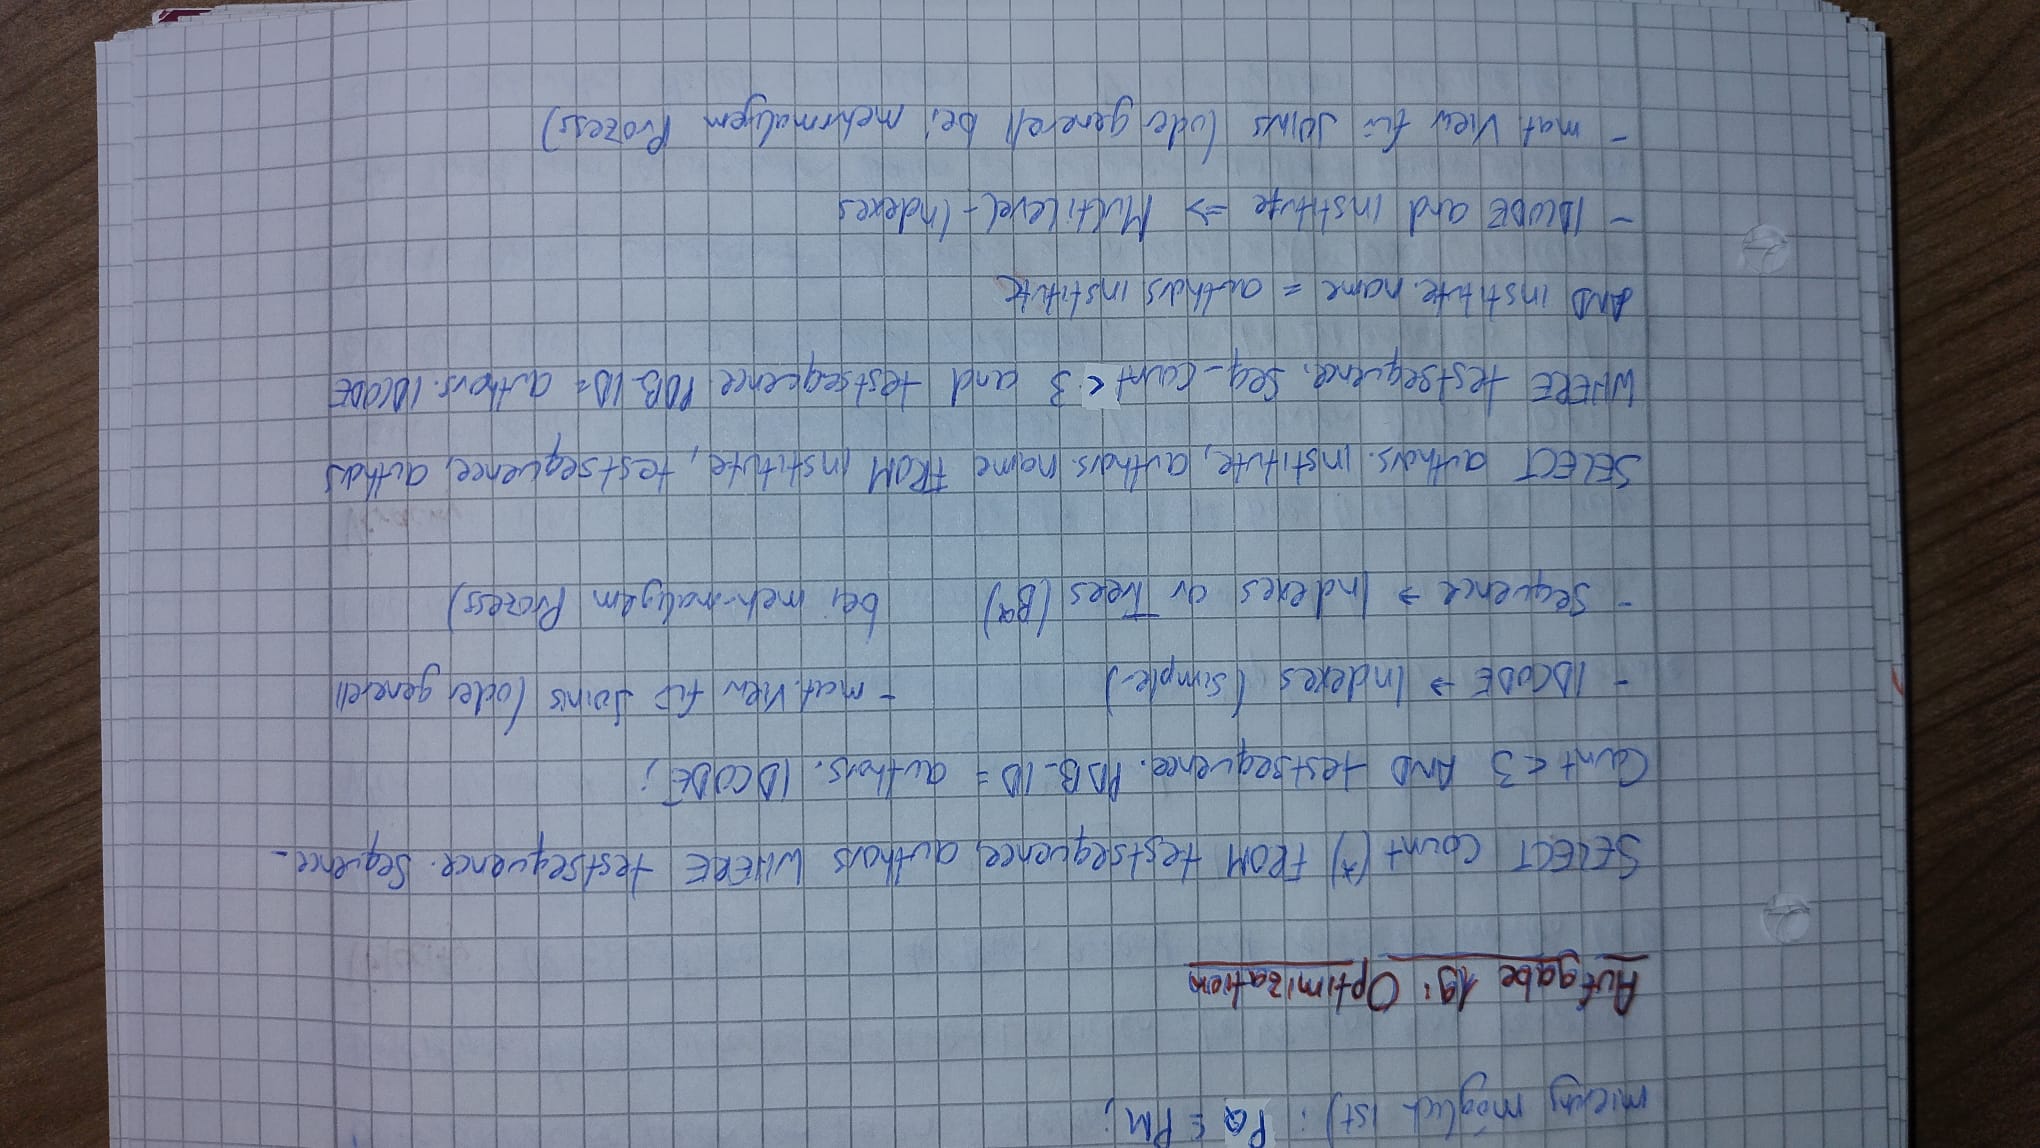 mierung möglich ist): PQ ≤ PM;
Aufgabe 19: Optimization
SELECT count (*) FROM testsequence, authors WHERE testsequence. Sequence_
Count < 3 AND testsequence. PDB_ID = authors. IDCODE;
- IDCODE → Indexes (simple)
- mat. View für Joins (oder generell
- Sequence → Indexes or Trees (B*)
bei mehrmaligem Prozess)
SELECT authors. institute, authors. name FROM institute, testsequence, authors
WHERE testsequence. Seq_count < 3 and testsequence. PDB_ID = authors. IDCODE
AND institute. name = authors institute
- IDCODE and institute ⇒ Multilevel-Indexes
- mat. View für JOINS (oder generell bei mehrmaligem Prozess)